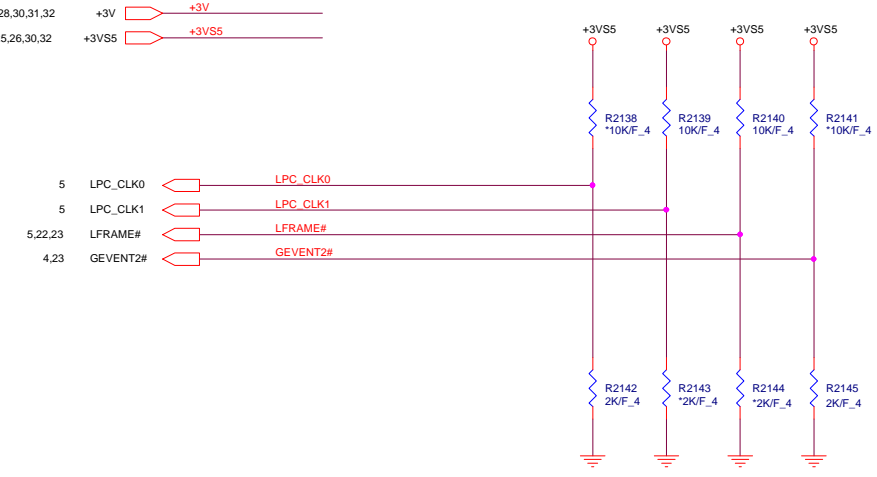 28,30,31,32 +3V +3V
5,26,30,32 +3VS5 +3VS5
+3VS5 +3VS5 +3VS5 +3VS5
R2138 R2139 R2140 R2141
*10K/F_4 10K/F_4 10K/F_4 *10K/F_4
5 LPC_CLK0 LPC_CLK0
5 LPC_CLK1 LPC_CLK1
5,22,23 LFRAME# LFRAME#
4,23 GEVENT2# GEVENT2#
R2142 R2143 R2144 R2145
2K/F_4 *2K/F_4 *2K/F_4 2K/F_4